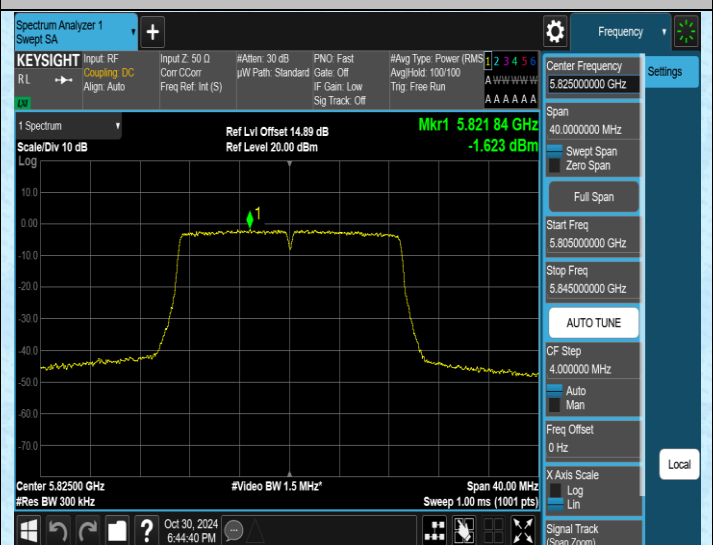 Spectrum Analyzer 1
Swept SA
+
Frequency
KEYSIGHT
RL
LXI
Input: RF
Coupling: DC
Align: Auto
Input Z: 50 Ω
Corr CCorr
Freq Ref: Int (S)
#Atten: 30 dB
µW Path: Standard
PNO: Fast
Gate: Off
IF Gain: Low
Sig Track: Off
#Avg Type: Power (RMS
Avg|Hold: 100/100
Trig: Free Run
1 2 3 4 5 6
A W W W W W
A A A A A A
1 Spectrum
Scale/Div 10 dB
Log
Ref Lvl Offset 14.89 dB
Ref Level 20.00 dBm
Mkr1 5.821 84 GHz
-1.623 dBm
1
10.0
0.00
-10.0
-20.0
-30.0
-40.0
-50.0
-60.0
-70.0
Center 5.82500 GHz
#Res BW 300 kHz
#Video BW 1.5 MHz*
Span 40.00 MHz
Sweep 1.00 ms (1001 pts)
?
Oct 30, 2024
6:44:40 PM
Center Frequency
5.825000000 GHz
Span
40.0000000 MHz
Swept Span
Zero Span
Full Span
Start Freq
5.805000000 GHz
Stop Freq
5.845000000 GHz
AUTO TUNE
CF Step
4.000000 MHz
Auto
Man
Freq Offset
0 Hz
X Axis Scale
Log
Lin
Signal Track
(Span Zoom)
Settings
Local